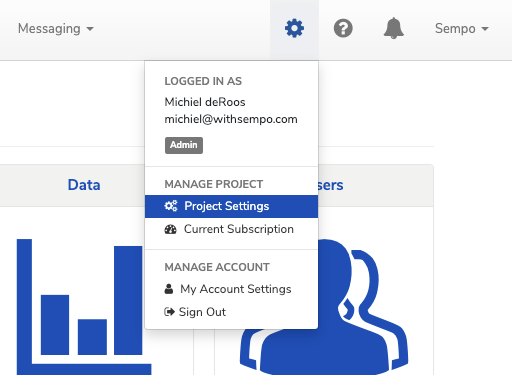 Messaging
Sempo
LOGGED IN AS
Michiel deRoos
michiel@withsempo.com
Admin
MANAGE PROJECT
Data
sers
Project Settings
Current Subscription
MANAGE ACCOUNT
My Account Settings
Sign Out